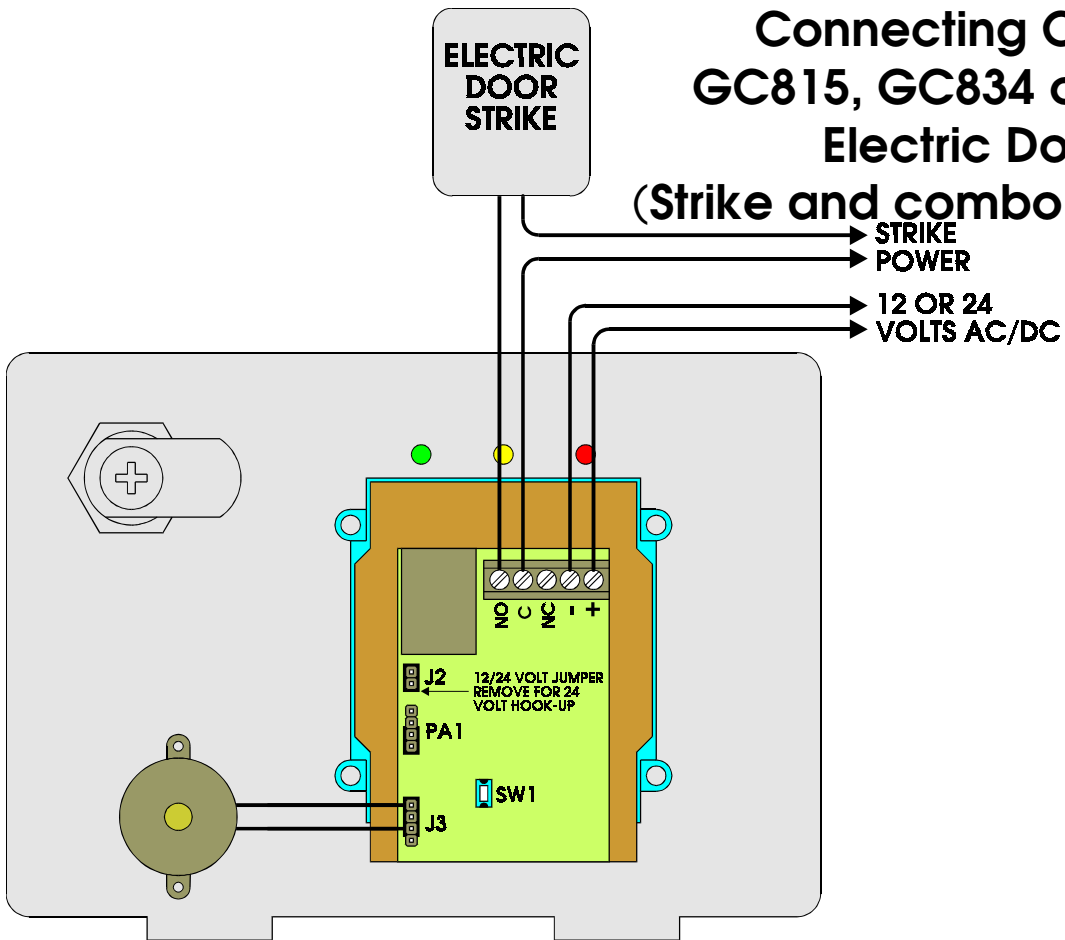 Connecting
GC815, GC834
Electric
(Strike and combo
ELECTRIC
DOOR
STRIKE
STRIKE
POWER
12 OR 24
VOLTS AC/DC
NO
C
NC
-
+
J2
12/24 VOLT JUMPER
REMOVE FOR 24
VOLT HOOK-UP
PA1
SW1
J3